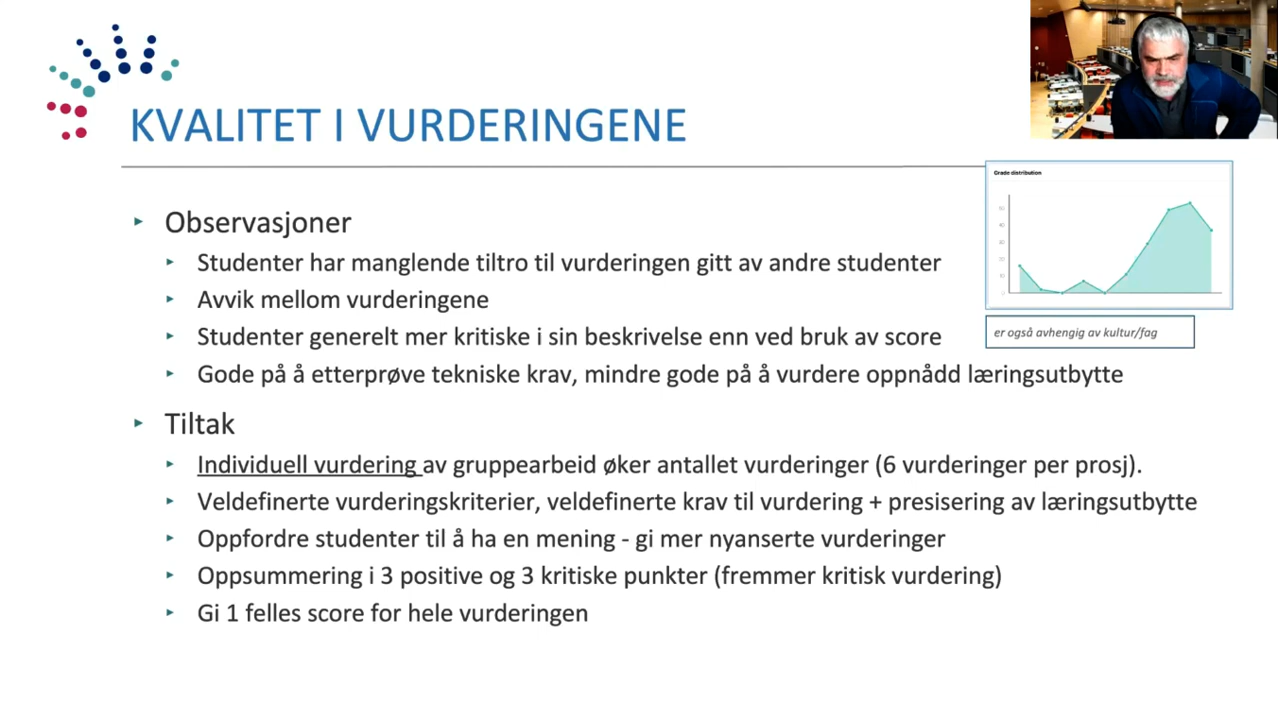 KVALITET I VURDERINGENE
Grade distribution
Observasjoner
Studenter har manglende tiltro til vurderingen gitt av andre studenter
Avvik mellom vurderingene
Studenter generelt mer kritiske i sin beskrivelse enn ved bruk av score
er også avhengig av kultur/fag
Gode på å etterprøve tekniske krav, mindre gode på å vurdere oppnådd læringsutbytte
Tiltak
Individuell vurdering av gruppearbeid øker antallet vurderinger (6 vurderinger per prosj).
Veldefinerte vurderingskriterier, veldefinerte krav til vurdering + presisering av læringsutbytte
Oppfordre studenter til å ha en mening - gi mer nyanserte vurderinger
Oppsummering i 3 positive og 3 kritiske punkter (fremmer kritisk vurdering)
Gi 1 felles score for hele vurderingen